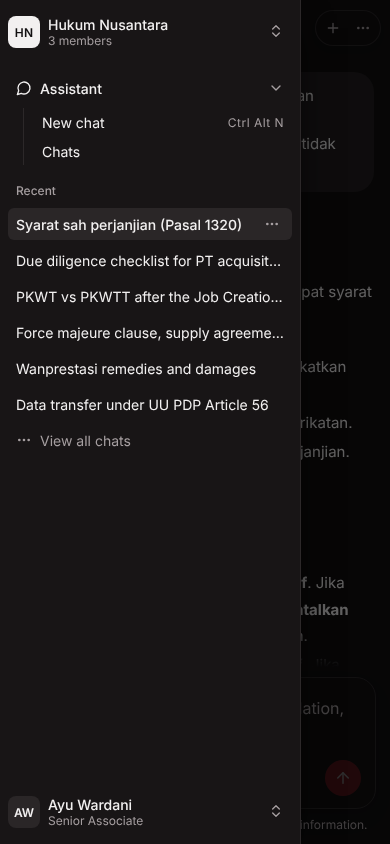 HN
Hukum Nusantara
3 members
Assistant
New chat
Ctrl Alt N
Chats
Recent
Syarat sah perjanjian (Pasal 1320)
Due diligence checklist for PT acquisit...
PKWT vs PKWTT after the Job Creatio...
Force majeure clause, supply agreeme...
Wanprestasi remedies and damages
Data transfer under UU PDP Article 56
View all chats
AW
Ayu Wardani
Senior Associate
tidak
pat syarat
katkan
rikatan.
janjian.
f. Jika
talkan
ation,
information.